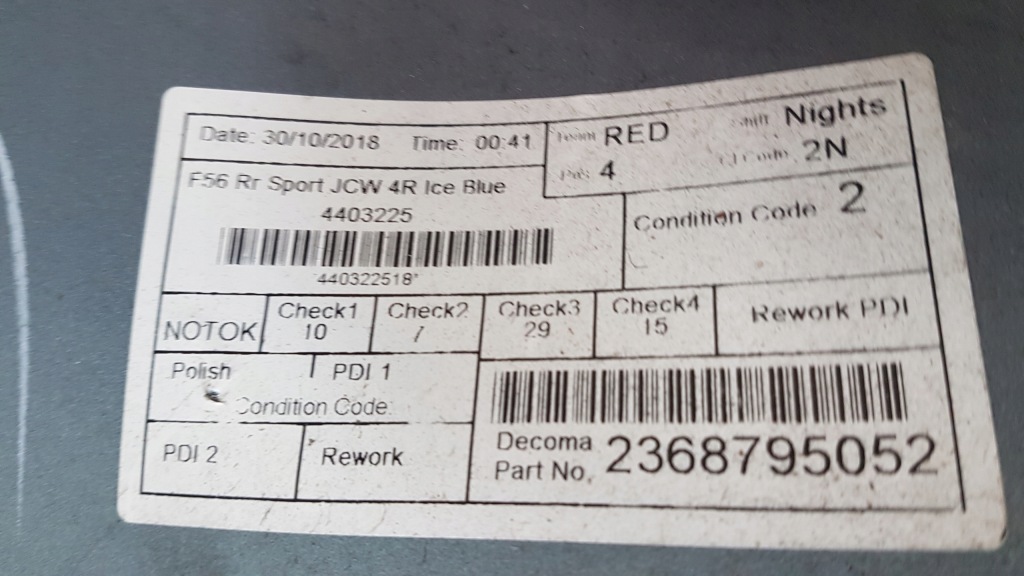 Date: 30/10/2018 Time: 00:41
Team RED Shift Nights
4 2N
F56 Rr Sport JCW 4R Ice Blue
4403225
440322518
Condition Code 2
NOTOK
Check1
10
Check2
/
Check3
29
Check4
15
Rework PDI
Polish
PDI 1
Condition Code:
PDI 2
Rework
Decoma
Part No. 2368795052